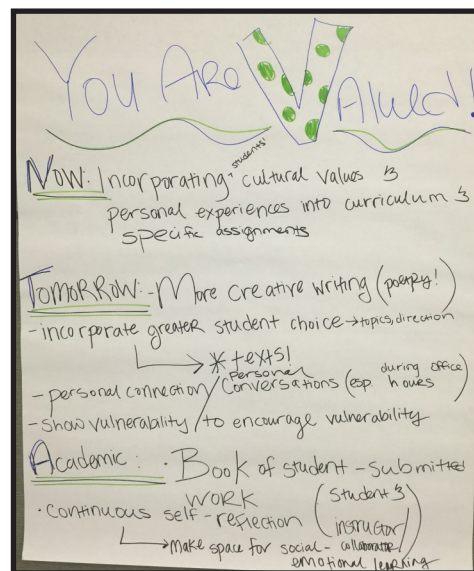 You Are Valued!
students'
Now: Incorporating ^ cultural values &
personal experiences into curriculum &
specific assignments
Tomorrow: - More creative writing (poetry!)
- incorporate greater student choice → topics, direction
→ * texts!
- personal connection / personal conversations (esp. during office hours)
- show vulnerability / to encourage vulnerability
Academic: · Book of student - submitted
work
· continuous self-reflection (student & instructor)
→ make space for social - collaborative
emotional learning